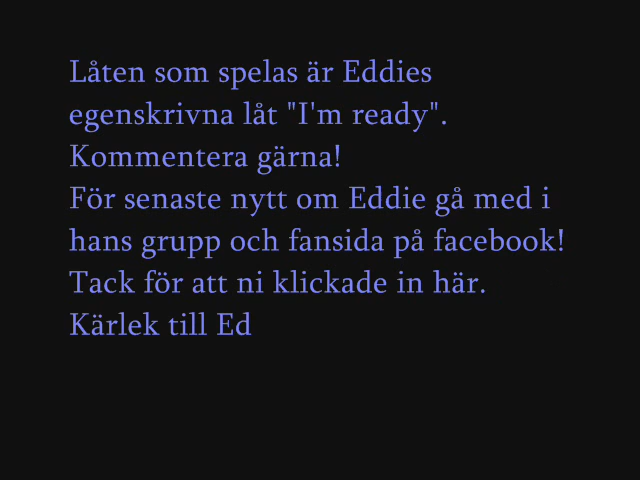 Låten som spelas är Eddies
egenskrivna låt "I'm ready".
Kommentera gärna!
För senaste nytt om Eddie gå med i
hans grupp och fansida på facebook!
Tack för att ni klickade in här.
Kärlek till Ed